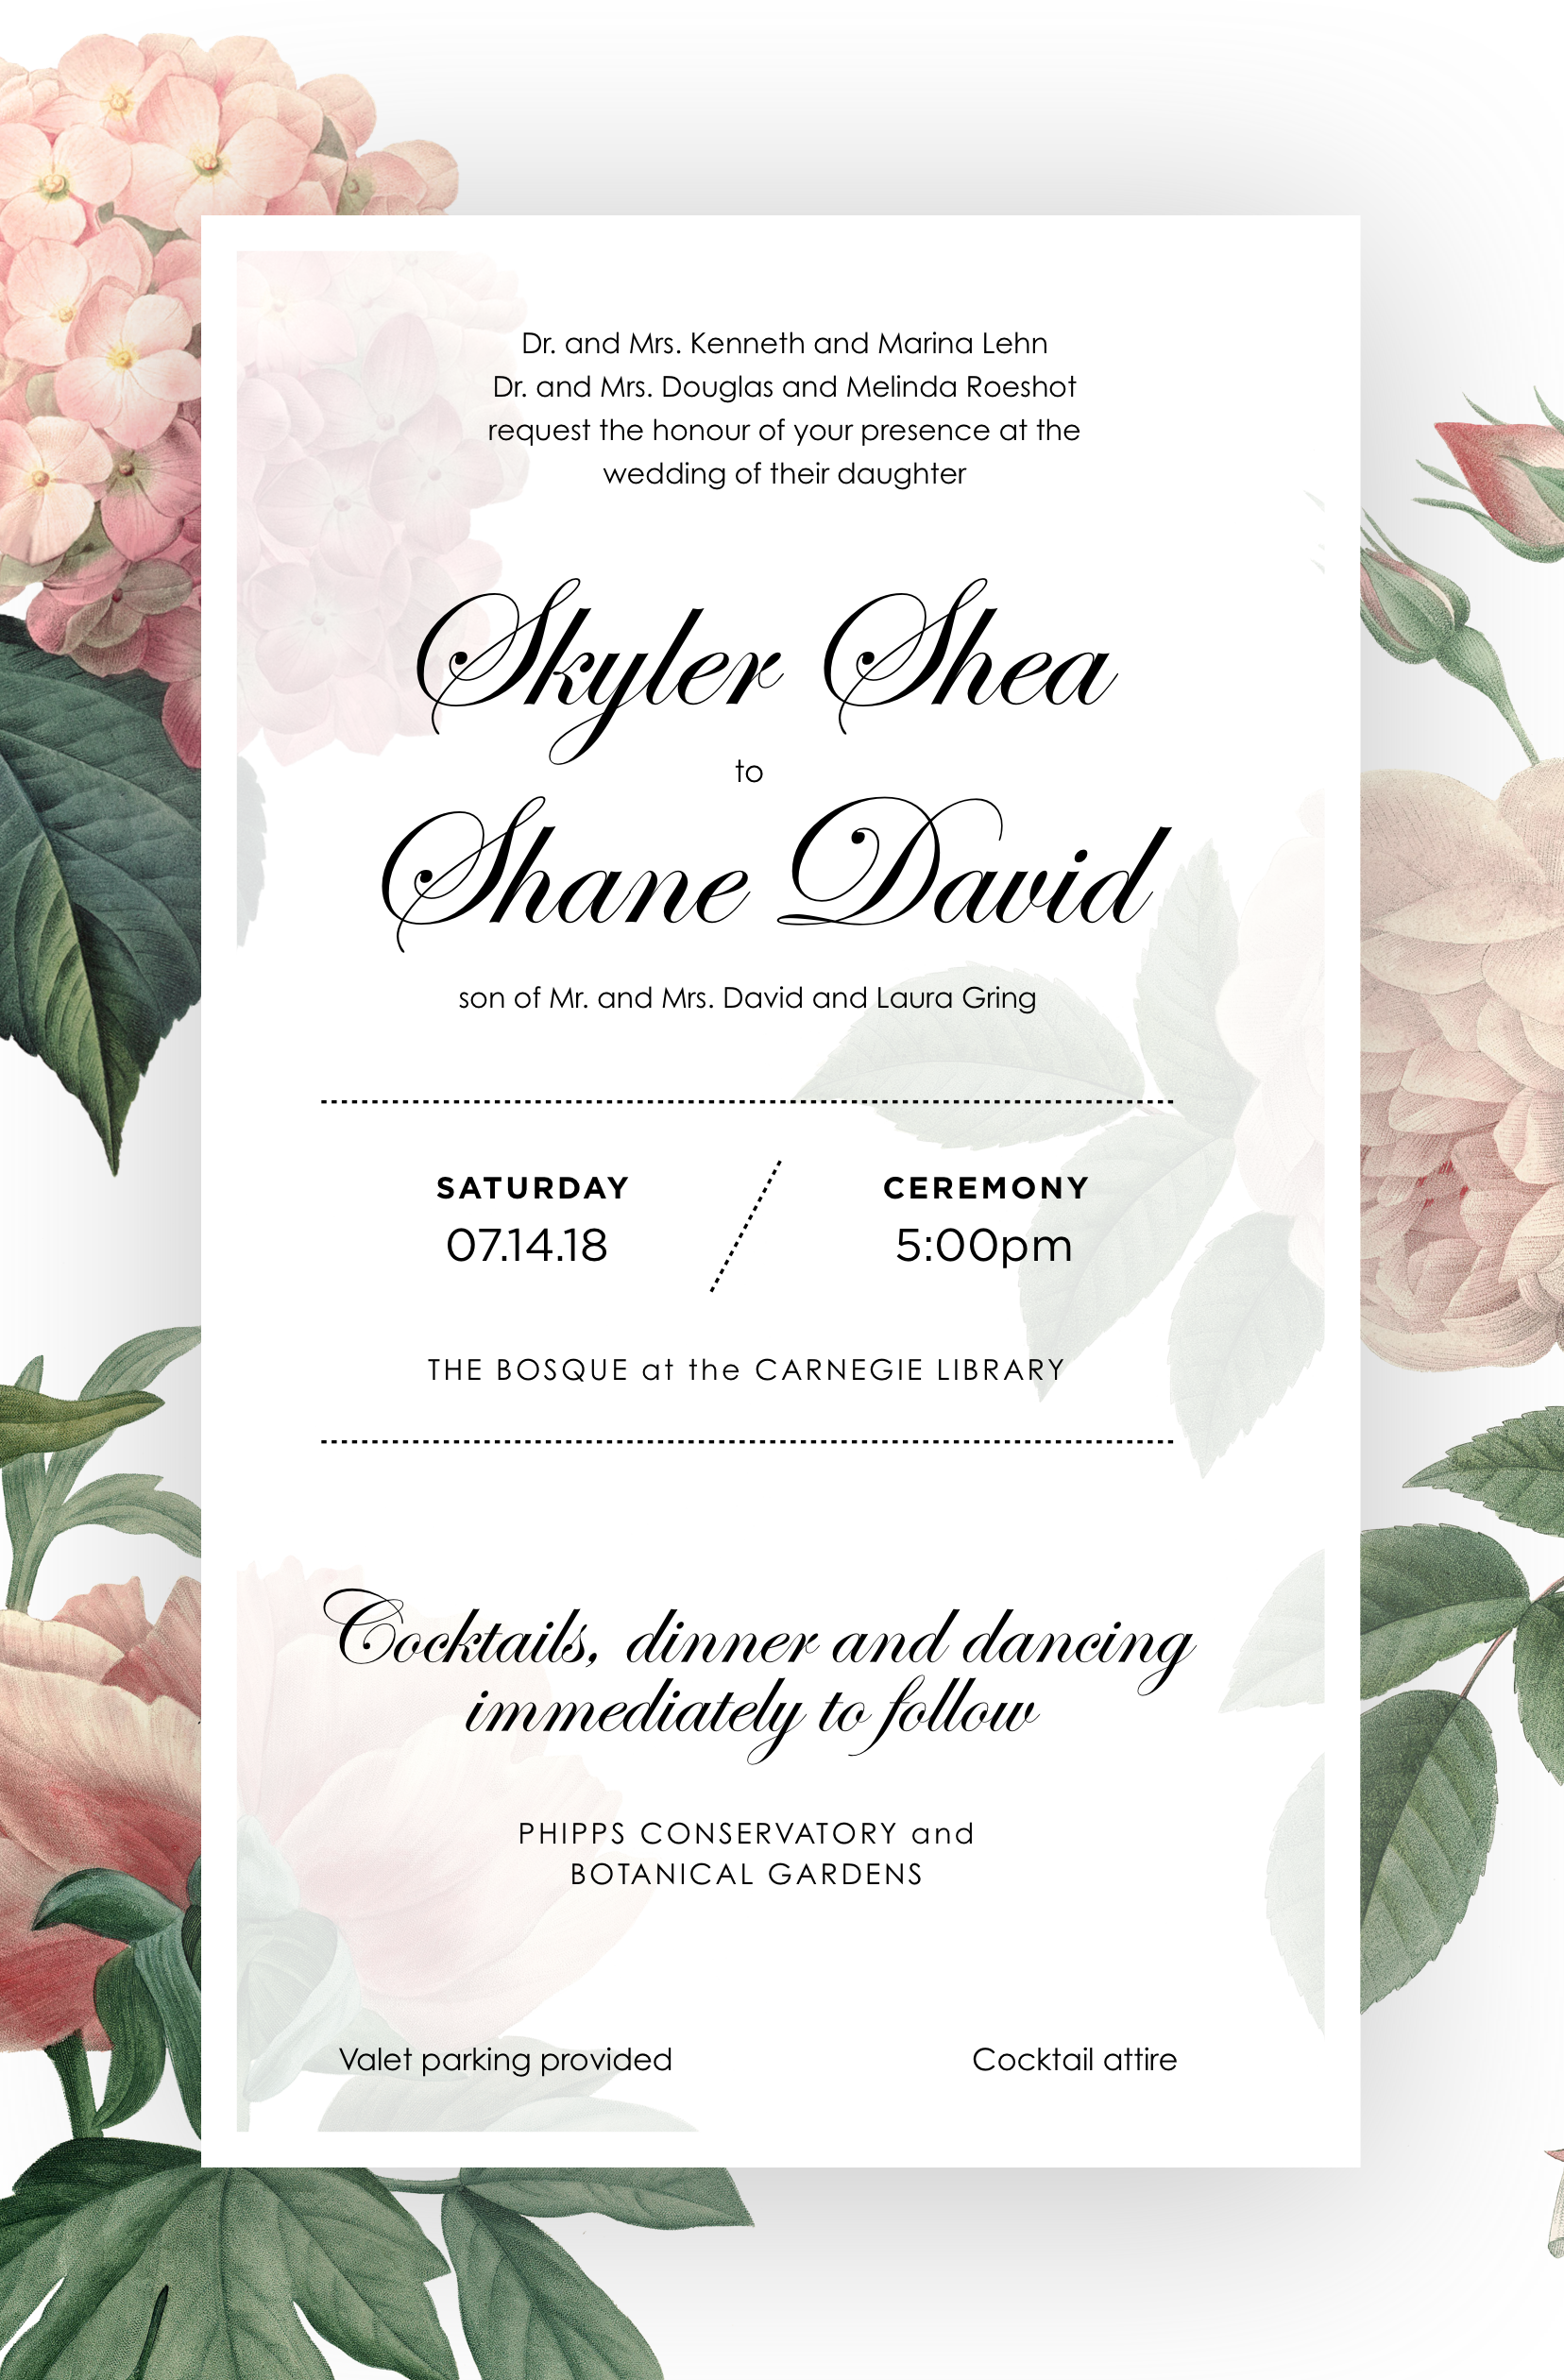 Dr. and Mrs. Kenneth and Marina Lehn
Dr. and Mrs. Douglas and Melinda Roeshot
request the honour of your presence at the
wedding of their daughter
Skyler Shea
to
Shane David
son of Mr. and Mrs. David and Laura Gring
SATURDAY CEREMONY
07.14.18 5:00pm
THE BOSQUE at the CARNEGIE LIBRARY
Cocktails, dinner and dancing
immediately to follow
PHIPPS CONSERVATORY and
BOTANICAL GARDENS
Valet parking provided Cocktail attire